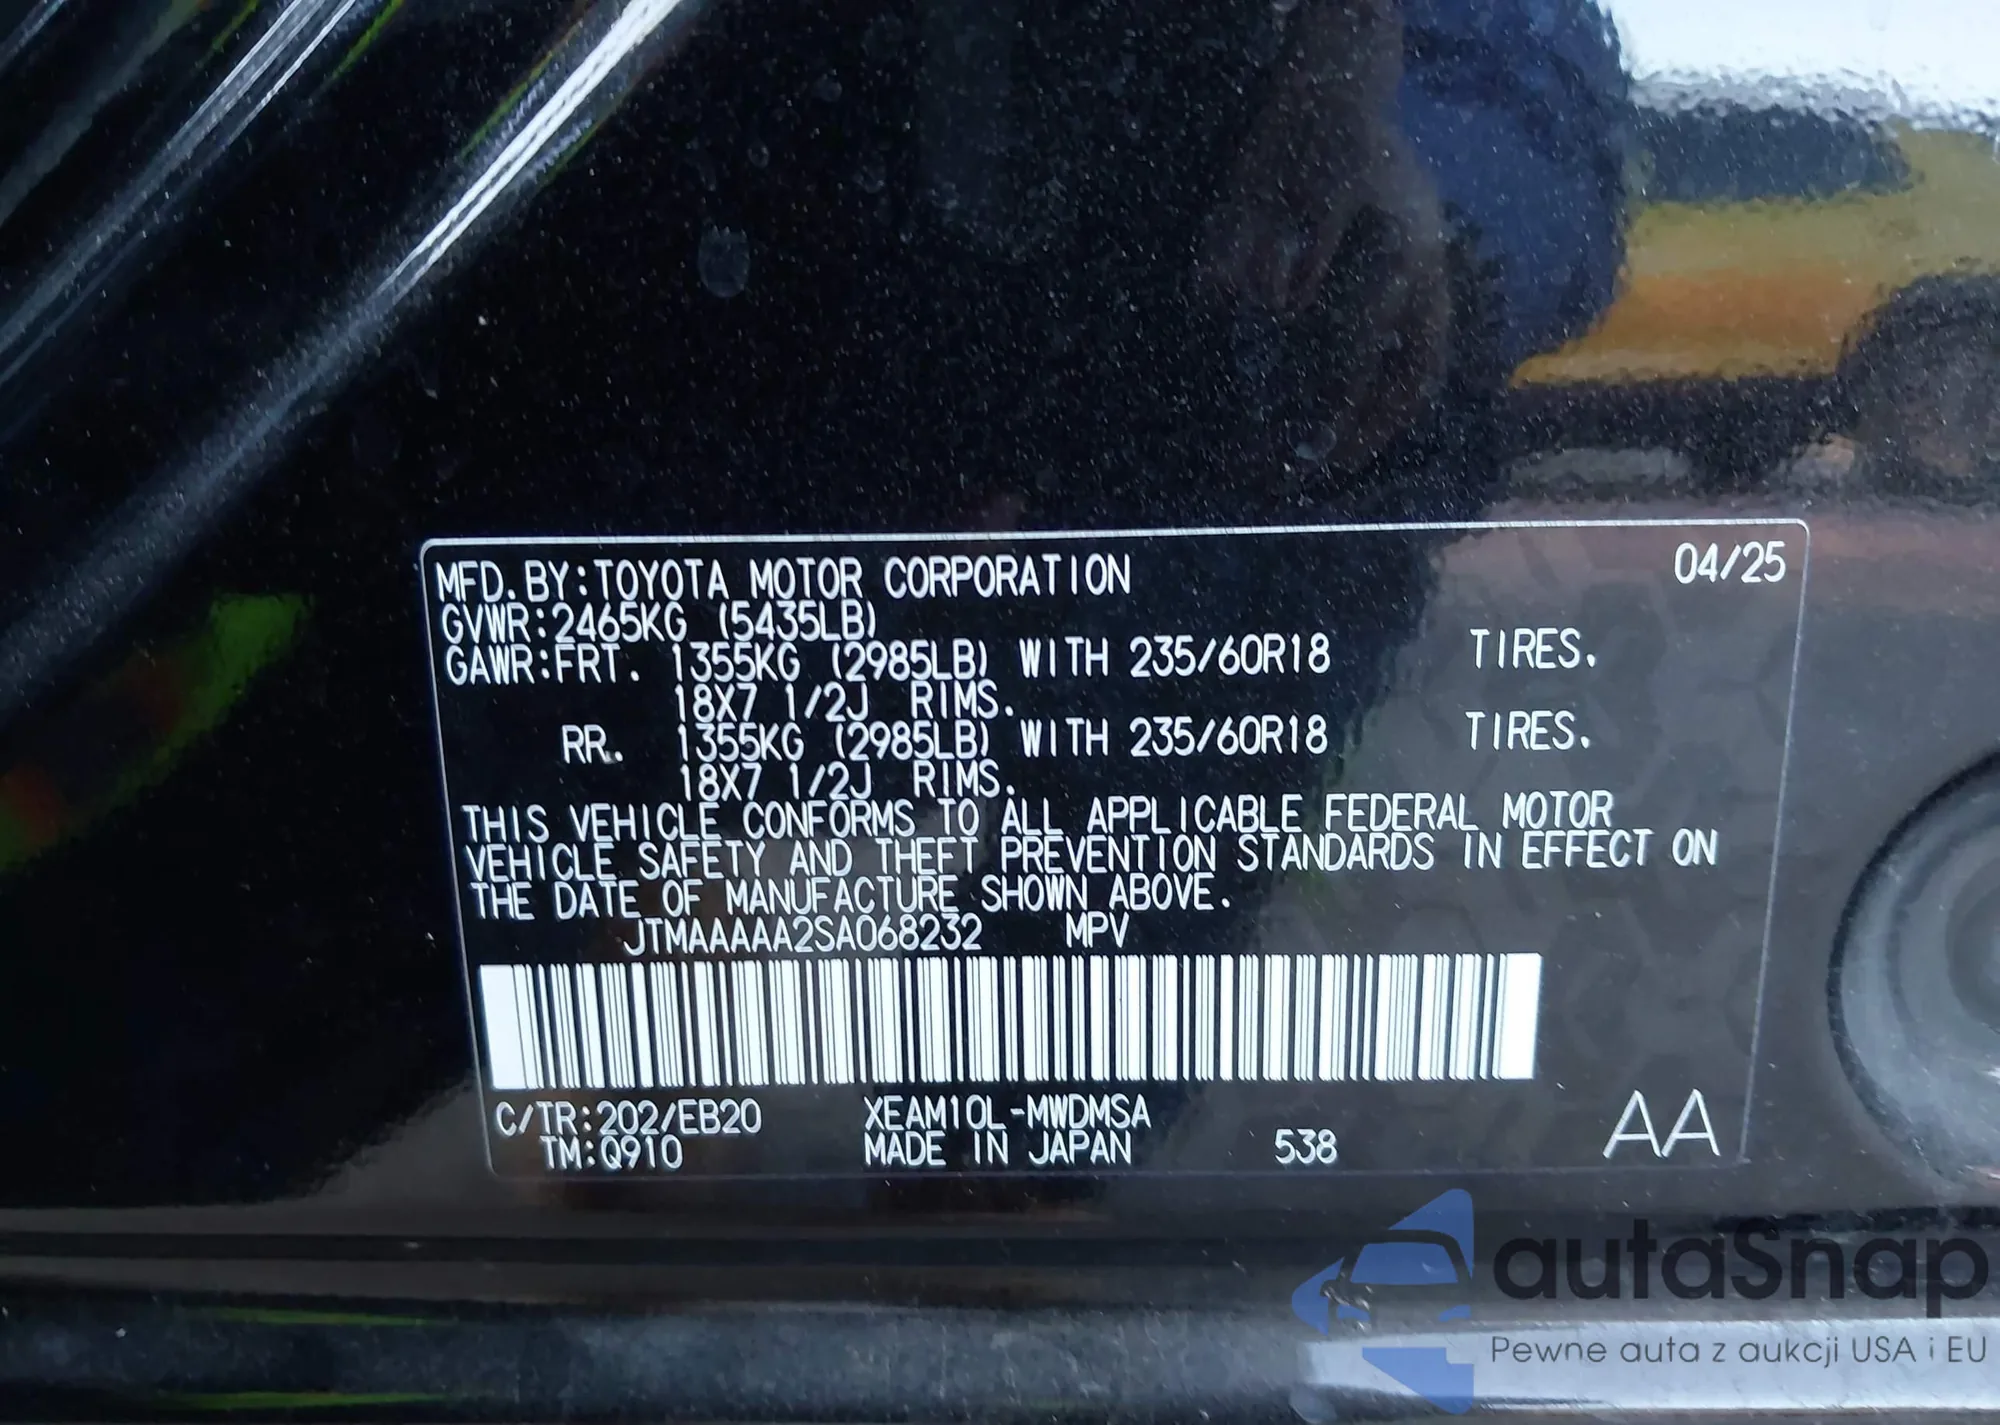 MFD.BY:TOYOTA MOTOR CORPORATION 04/25
GVWR:2465KG (5435LB)
GAWR:FRT. 1355KG (2985LB) WITH 235/60R18 TIRES.
18X7 1/2J RIMS.
RR. 1355KG (2985LB) WITH 235/60R18 TIRES.
18X7 1/2J RIMS.
THIS VEHICLE CONFORMS TO ALL APPLICABLE FEDERAL MOTOR
VEHICLE SAFETY AND THEFT PREVENTION STANDARDS IN EFFECT ON
THE DATE OF MANUFACTURE SHOWN ABOVE.
JTMAAAAA2SA068232 MPV
C/TR:202/EB20 XEAM10L-MWDMSA
TM:Q910 MADE IN JAPAN 538 AA
autaSnap
Pewne auta z aukcji USA i EU